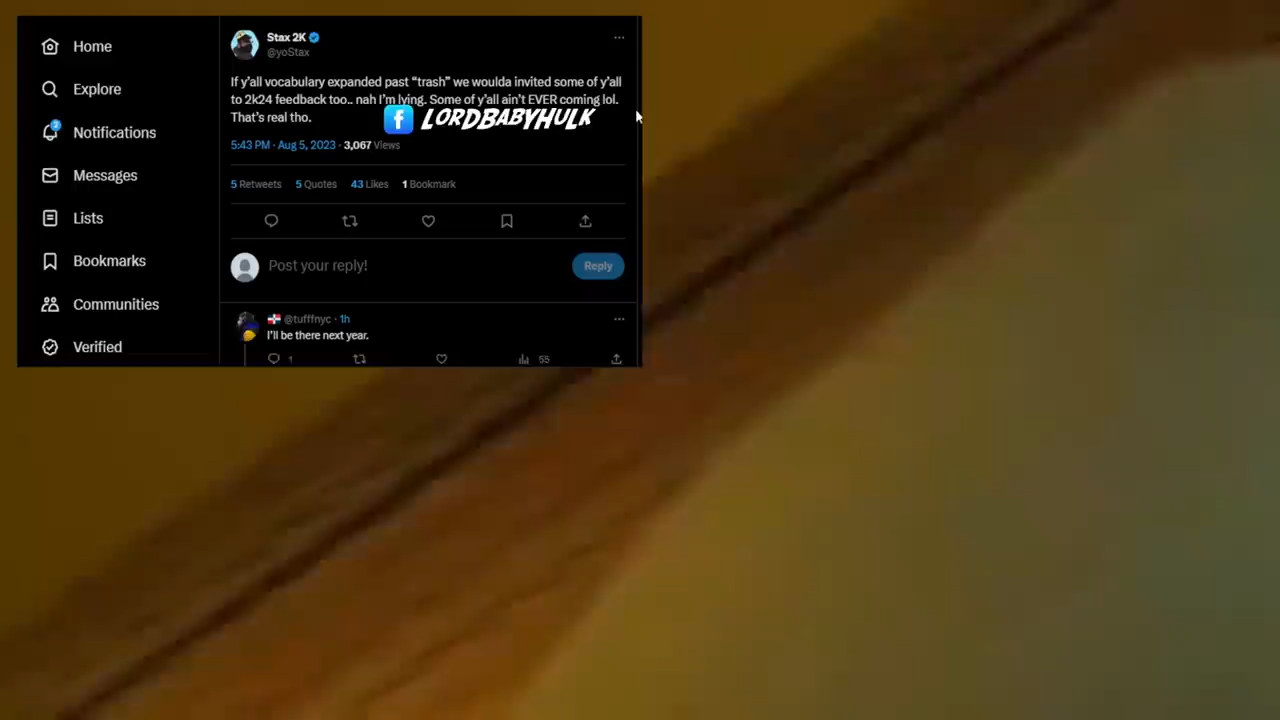 Home
Explore
Notifications
2
Messages
Lists
Bookmarks
Communities
Verified
Stax 2K
@yoStax
If y'all vocabulary expanded past “trash” we woulda invited some of y'all
to 2k24 feedback too.. nah I'm lying. Some of y'all ain't EVER coming lol.
That's real tho.
f LORDBABYHULK
5:43 PM · Aug 5, 2023 · 3,067 Views
5 Retweets 5 Quotes 43 Likes 1 Bookmark
Post your reply!
Reply
@tufffnyc · 1h
I'll be there next year.
1 55